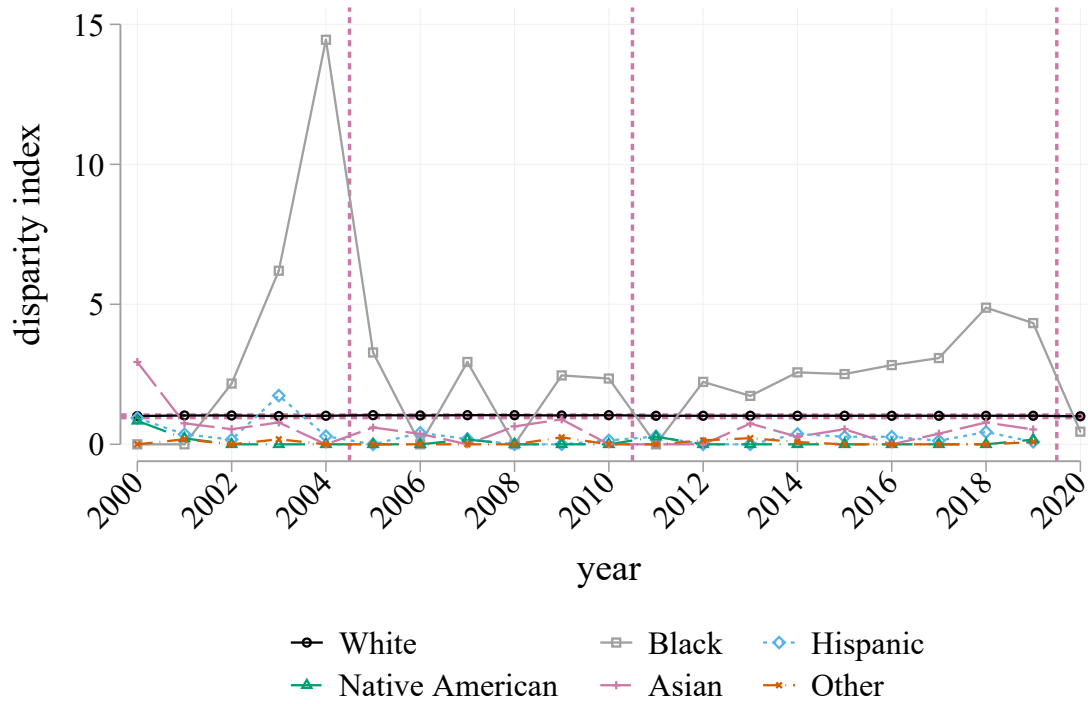 15
10
5
0
disparity index
2000 2002 2004 2006 2008 2010 2012 2014 2016 2018 2020
year
White Black Hispanic
Native American Asian Other